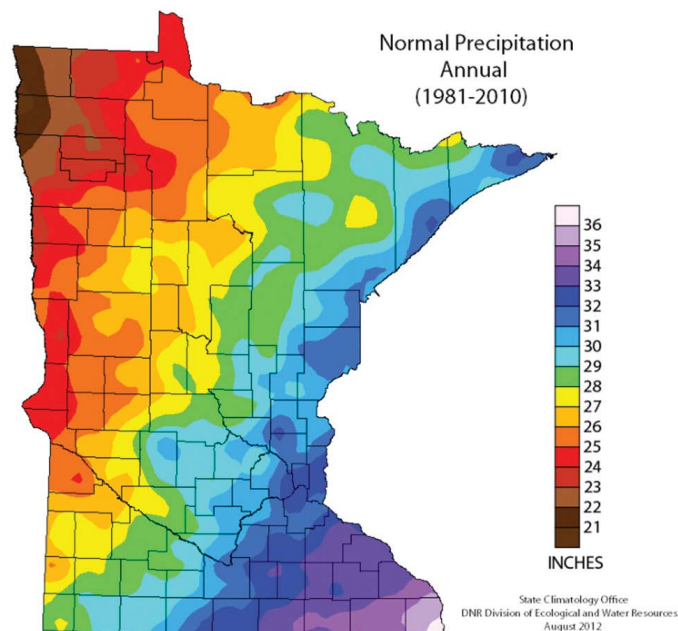 Normal Precipitation
Annual
(1981-2010)
36
35
34
33
32
31
30
29
28
27
26
25
24
23
22
21
INCHES
State Climatology Office
DNR Division of Ecological and Water Resources
August 2012